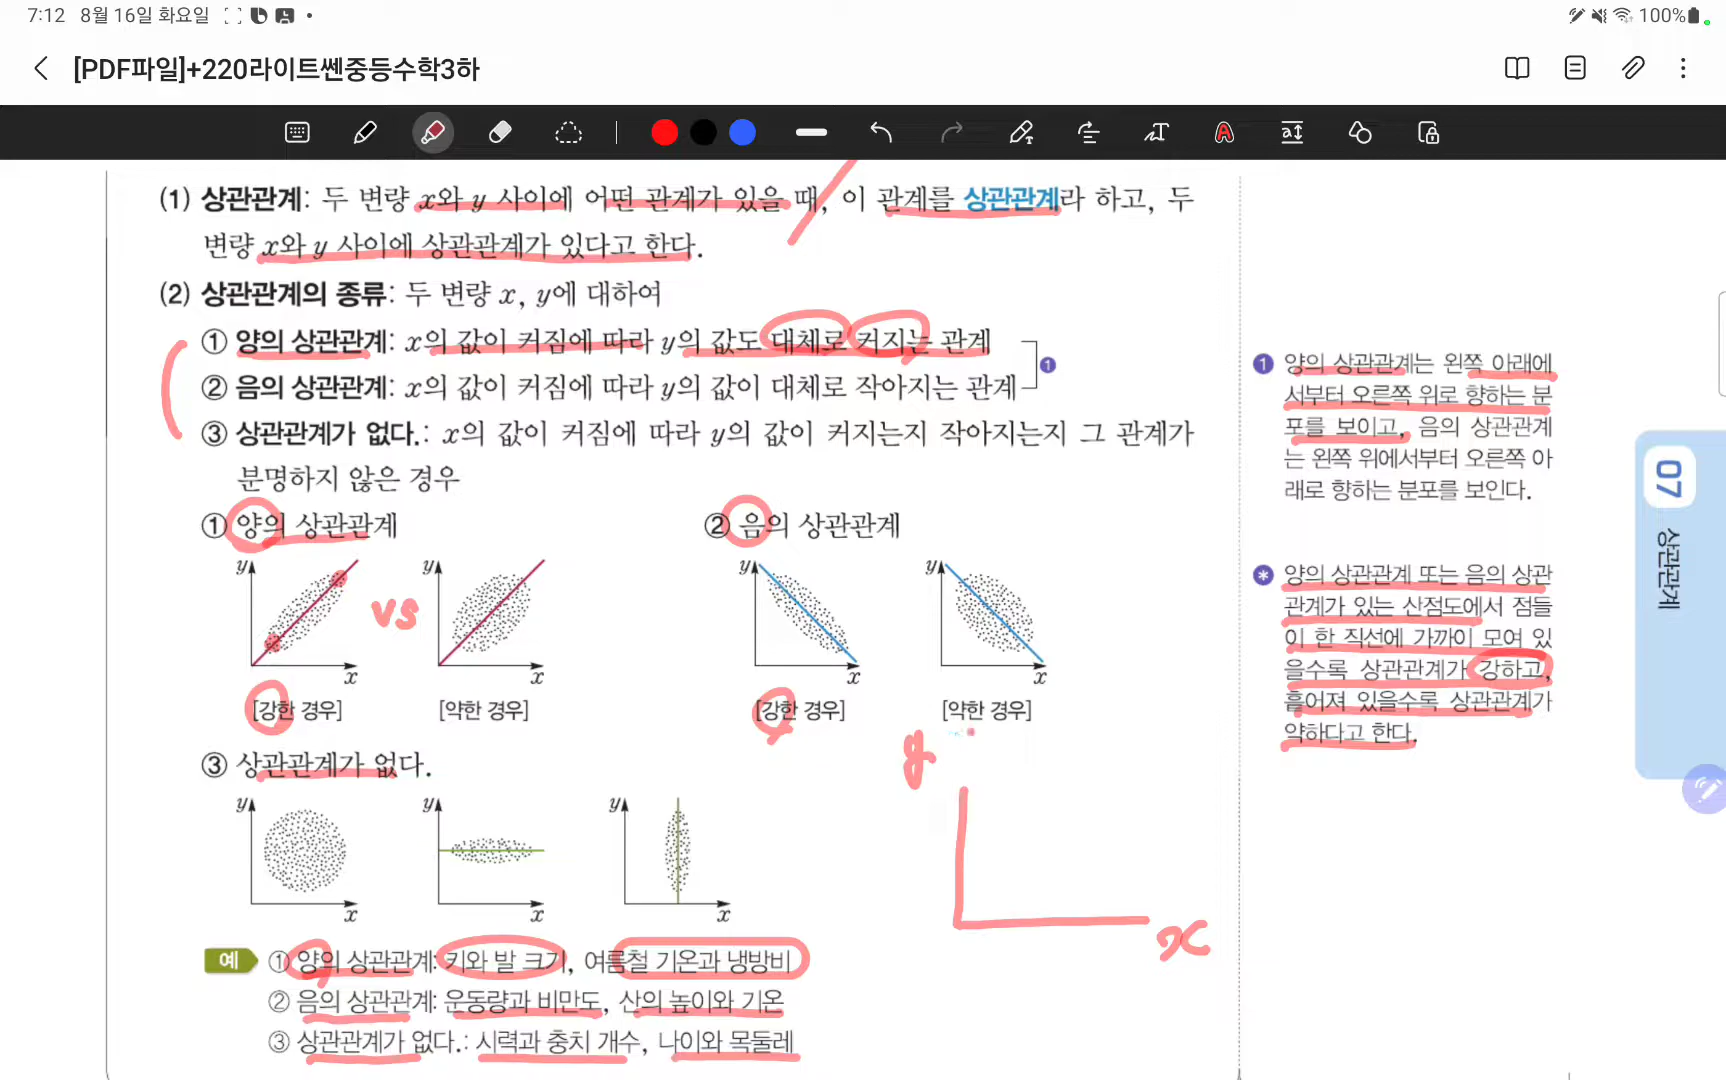 7:12 8월 16일 화요일
100%
[PDF파일]+220라이트쎈중등수학3하
(1) 상관관계: 두 변량 x와 y 사이에 어떤 관계가 있을 때, 이 관계를 상관관계라 하고, 두
변량 x와 y 사이에 상관관계가 있다고 한다.
(2) 상관관계의 종류: 두 변량 x, y에 대하여
① 양의 상관관계: x의 값이 커짐에 따라 y의 값도 대체로 커지는 관계
② 음의 상관관계: x의 값이 커짐에 따라 y의 값이 대체로 작아지는 관계
1
③ 상관관계가 없다.: x의 값이 커짐에 따라 y의 값이 커지는지 작아지는지 그 관계가
분명하지 않은 경우
① 양의 상관관계
② 음의 상관관계
y
x
vs
y
x
y
x
y
x
[강한 경우]
[약한 경우]
[강한 경우]
[약한 경우]
③ 상관관계가 없다.
y
x
y
x
y
x
y
x
예 ① 양의 상관관계: 키와 발 크기, 여름철 기온과 냉방비
② 음의 상관관계: 운동량과 비만도, 산의 높이와 기온
③ 상관관계가 없다.: 시력과 충치 개수, 나이와 목둘레
1 양의 상관관계는 왼쪽 아래에
서부터 오른쪽 위로 향하는 분
포를 보이고, 음의 상관관계
는 왼쪽 위에서부터 오른쪽 아
래로 향하는 분포를 보인다.
* 양의 상관관계 또는 음의 상관
관계가 있는 산점도에서 점들
이 한 직선에 가까이 모여 있
을수록 상관관계가 강하고,
흩어져 있을수록 상관관계가
약하다고 한다.
07
상관관계